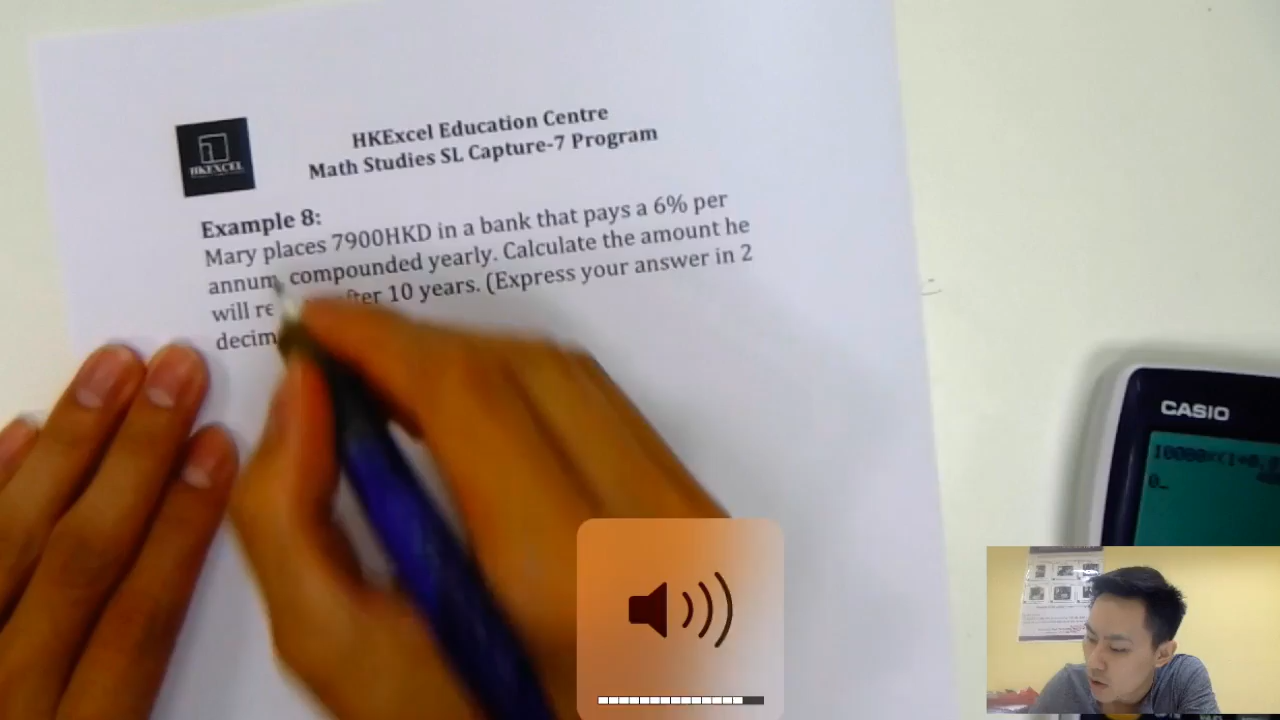 HKEXCEL
HKExcel Education Centre
Math Studies SL Capture-7 Program
Example 8:
Mary places 7900HKD in a bank that pays a 6% per
annum, compounded yearly. Calculate the amount he
will re after 10 years. (Express your answer in 2
decim
CASIO